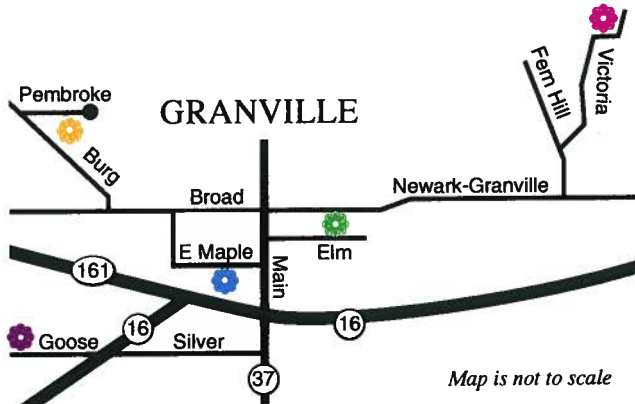 Pembroke
GRANVILLE
Fern Hill
Victoria
Burg
Broad
Newark-Granville
E Maple
Elm
Main
161
16
16
Goose
Silver
37
Map is not to scale